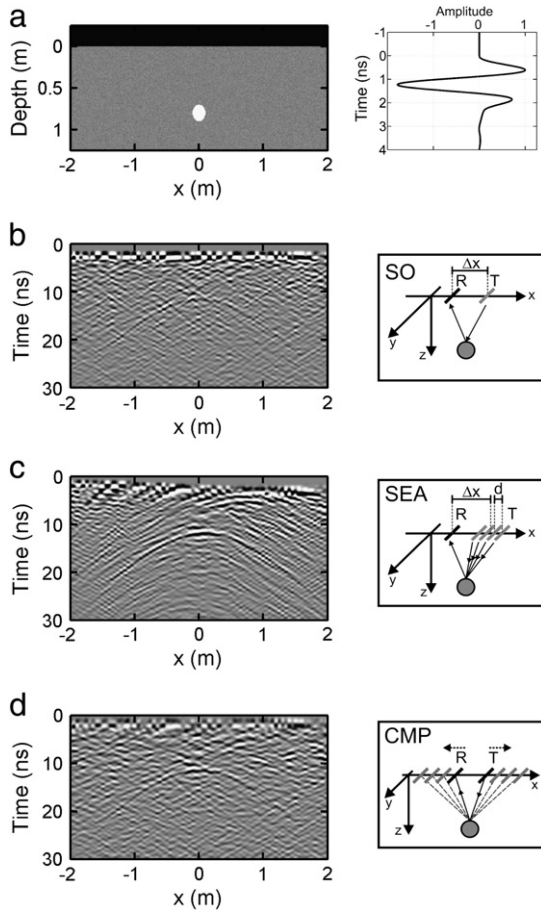 a
Depth (m)
0
0.5
1
-2 -1 0 1 2
x (m)
Amplitude
-1 0 1
Time (ns)
-1
0
1
2
3
4
b
Time (ns)
0
10
20
30
-2 -1 0 1 2
x (m)
SO
Δx
R T
x
y
z
c
Time (ns)
0
10
20
30
-2 -1 0 1 2
x (m)
SEA
Δx d
R T
x
y
z
d
Time (ns)
0
10
20
30
-2 -1 0 1 2
x (m)
CMP
R T
x
y
z